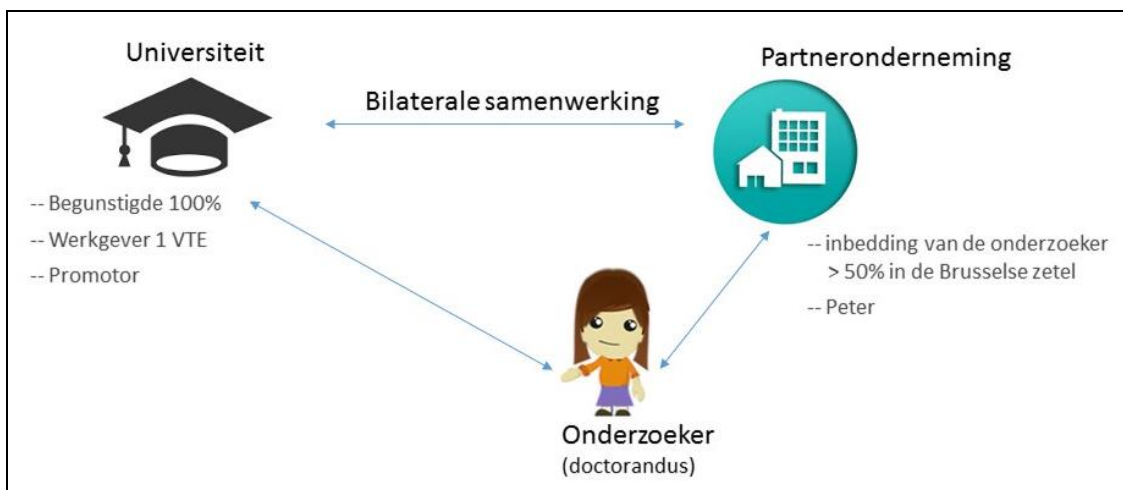 Universiteit
Partneronderneming
Bilaterale samenwerking
-- Begunstigde 100%
-- Werkgever 1 VTE
-- Promotor
-- inbedding van de onderzoeker
> 50% in de Brusselse zetel
-- Peter
Onderzoeker
(doctorandus)